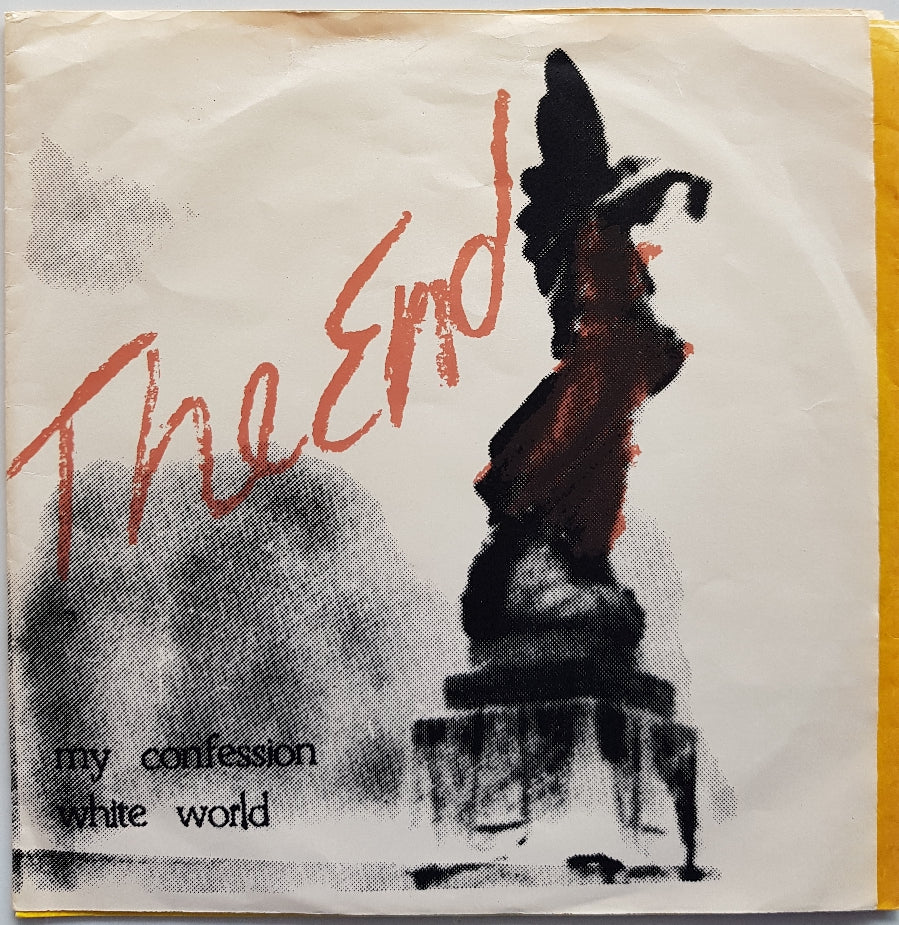 The End
my confession
white world